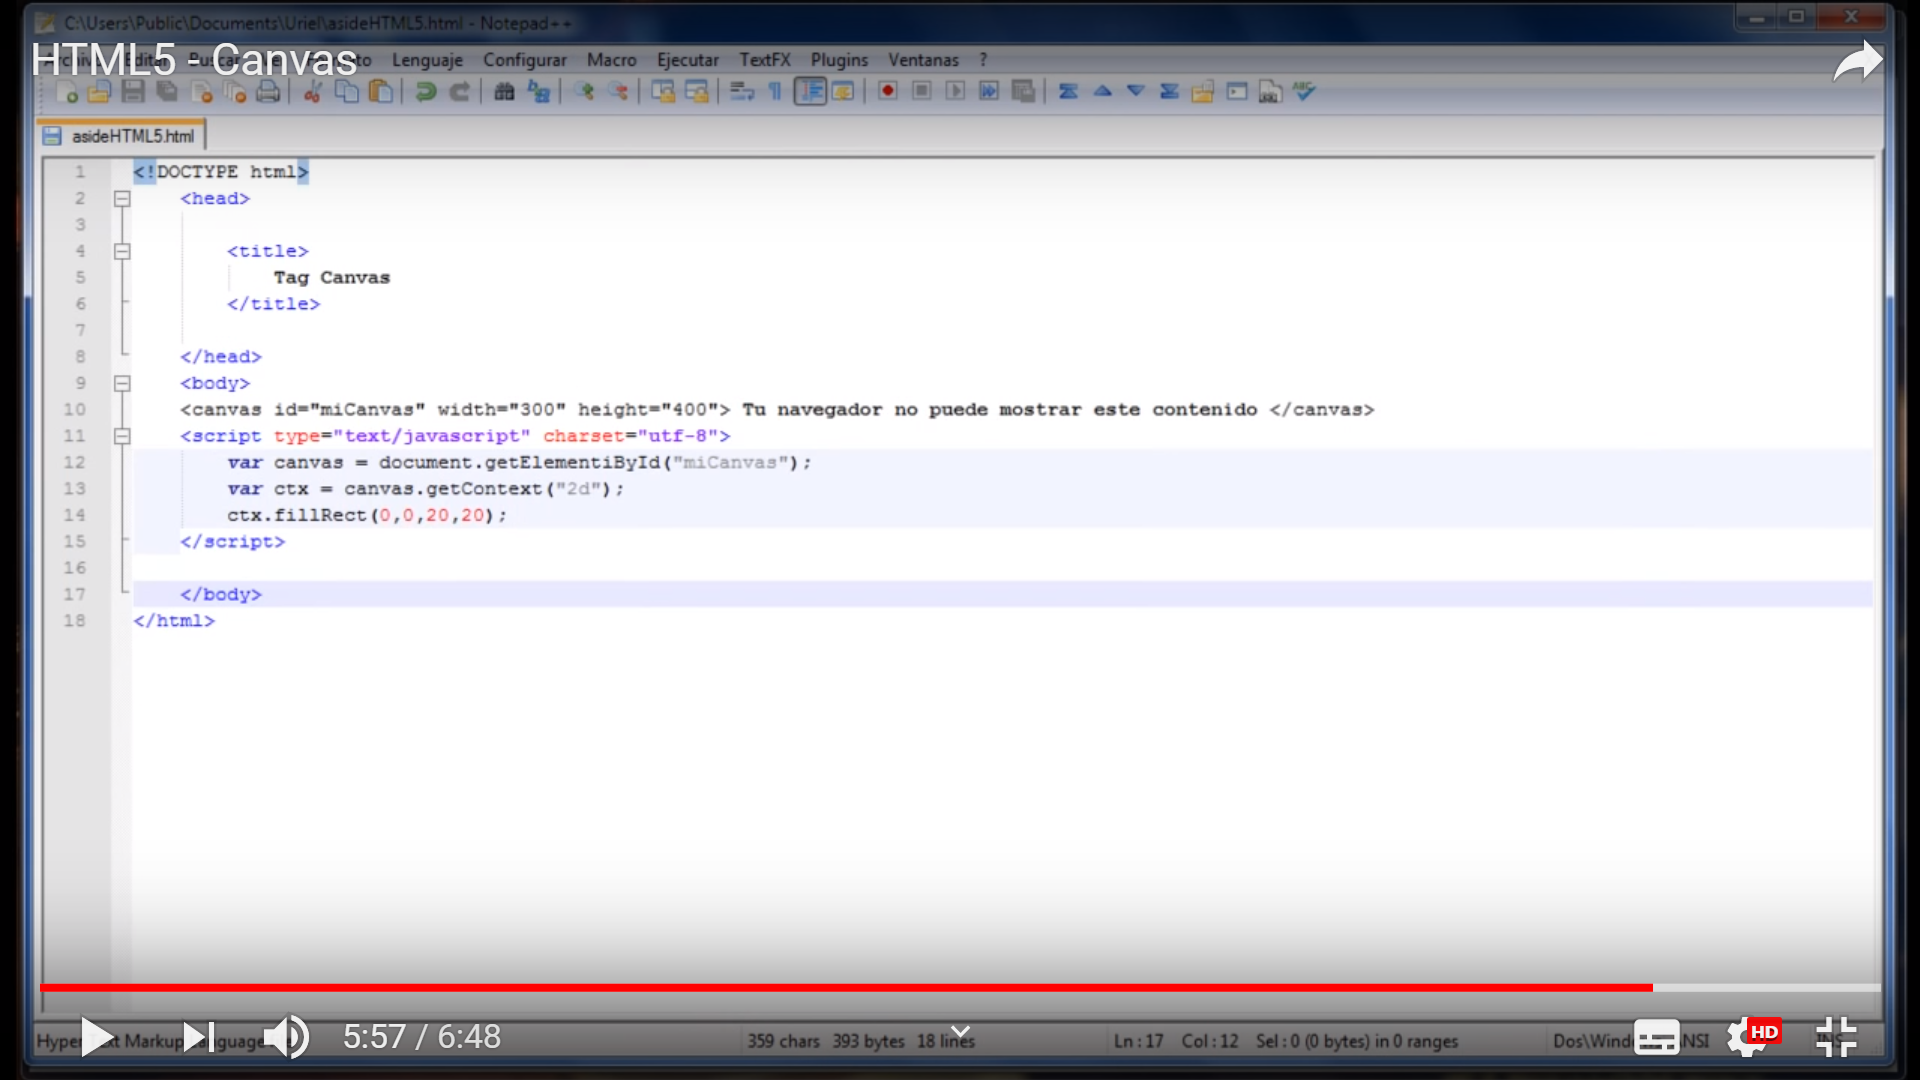 C:\Users\Public\Documents\Uriel\asideHTML5.html - Notepad++
HTML5 - Canvas
Lenguaje Configurar Macro Ejecutar TextFX Plugins Ventanas ?
asideHTML5.html
1 <!DOCTYPE html>
2 <head>
3
4 <title>
5 Tag Canvas
6 </title>
7
8 </head>
9 <body>
10 <canvas id="miCanvas" width="300" height="400"> Tu navegador no puede mostrar este contenido </canvas>
11 <script type="text/javascript" charset="utf-8">
12 var canvas = document.getElementiById("miCanvas");
13 var ctx = canvas.getContext("2d");
14 ctx.fillRect(0,0,20,20);
15 </script>
16
17 </body>
18 </html>
5:57 / 6:48
359 chars 393 bytes 18 lines
Ln : 17 Col : 12 Sel : 0 (0 bytes) in 0 ranges
HD